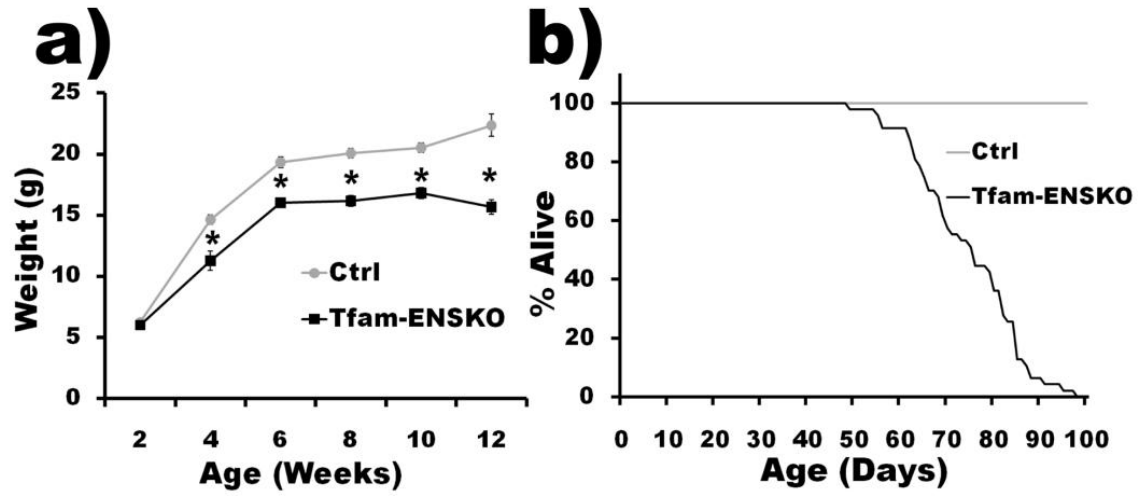 a)
Weight (g)
25
20
15
10
5
0
*
*
*
*
*
Ctrl
Tfam-ENSKO
2 4 6 8 10 12
Age (Weeks)
b)
% Alive
100
80
60
40
20
0
Ctrl
Tfam-ENSKO
0 10 20 30 40 50 60 70 80 90 100
Age (Days)